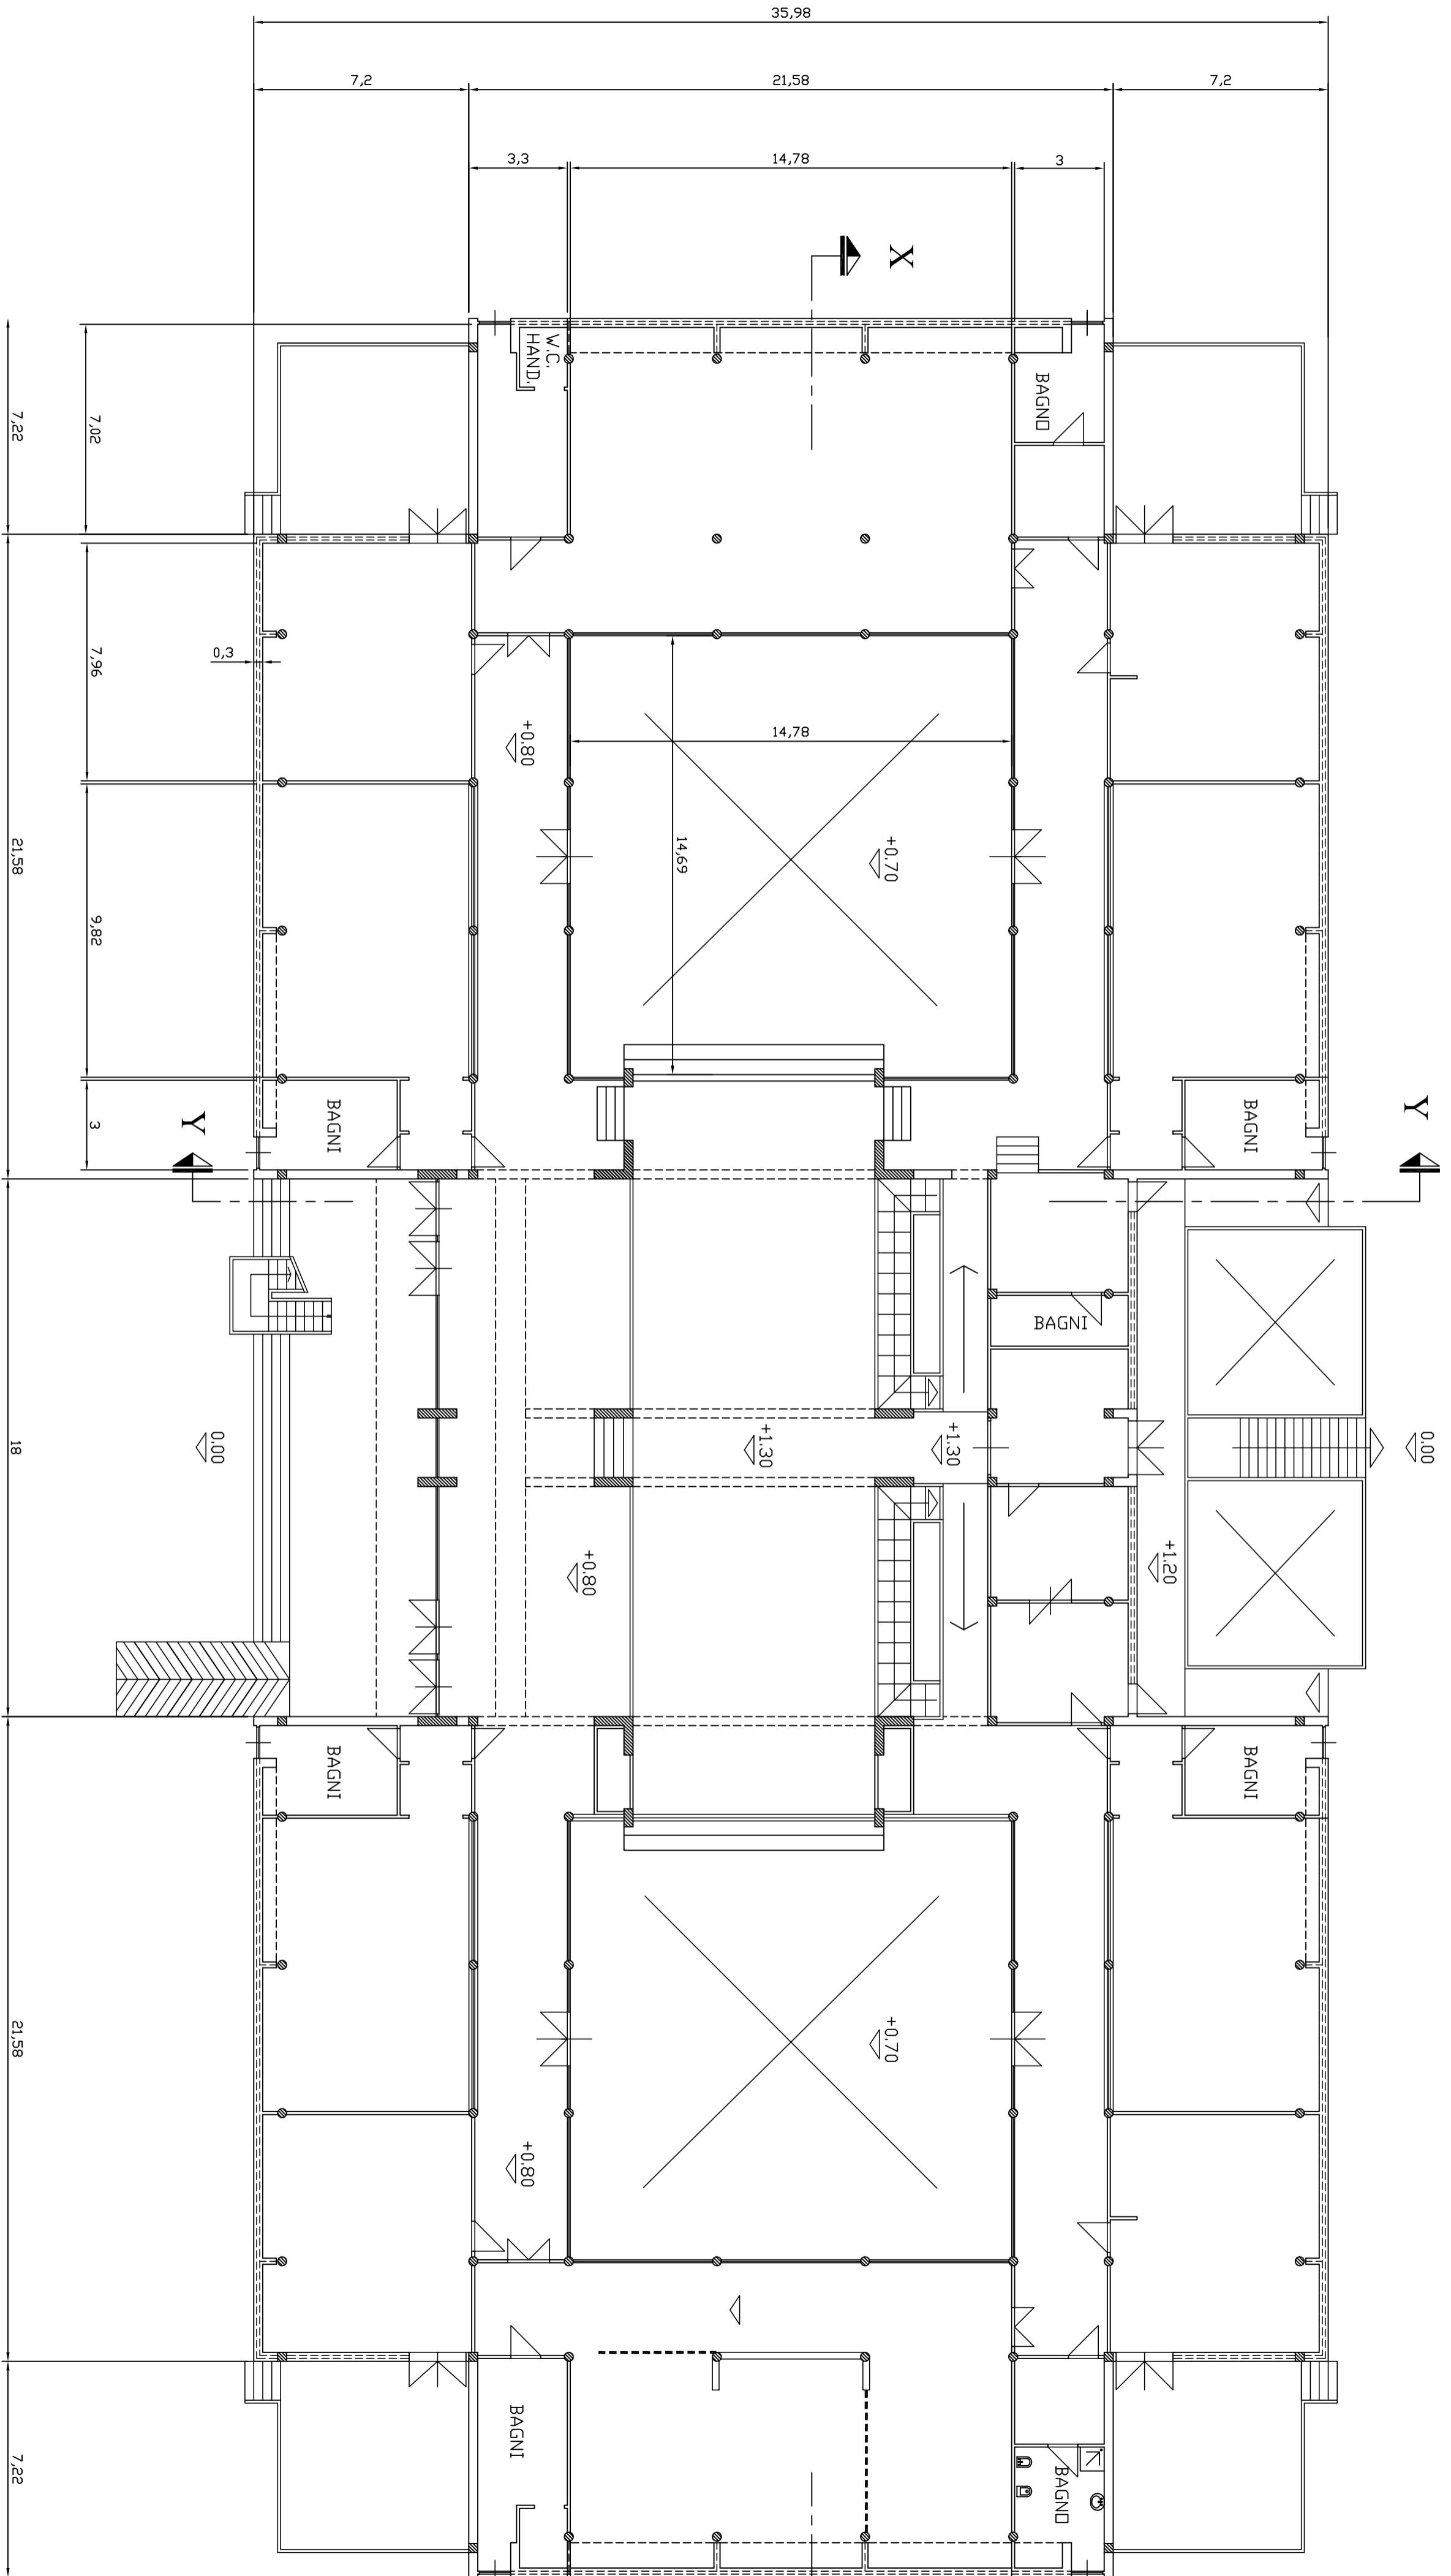 35,98
7,2
21,58
7,2
3,3
14,78
3
X
W.C.
HAND.
BAGNO
7,22
7,02
7,96
0,3
+0.80
14,78
14,69
+0.70
21,58
9,82
3
BAGNI
BAGNI
Y
Y
BAGNI
0.00
+1.30
+1.30
0.00
18
+0.80
+1.20
BAGNI
BAGNI
+0.70
21,58
+0.80
BAGNI
BAGNO
7,22